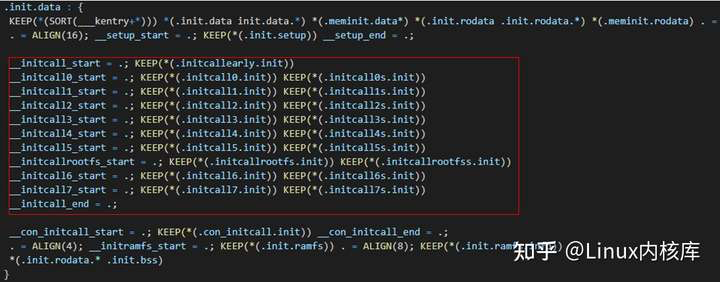 .init.data : {
KEEP(*(SORT(___kentry+*))) *(.init.data init.data.*) *(.meminit.data*) *(.init.rodata .init.rodata.*) *(.meminit.rodata) . =
. = ALIGN(16); __setup_start = .; KEEP(*(.init.setup)) __setup_end = .;
__initcall_start = .; KEEP(*(.initcallearly.init))
__initcall0_start = .; KEEP(*(.initcall0.init)) KEEP(*(.initcall0s.init))
__initcall1_start = .; KEEP(*(.initcall1.init)) KEEP(*(.initcall1s.init))
__initcall2_start = .; KEEP(*(.initcall2.init)) KEEP(*(.initcall2s.init))
__initcall3_start = .; KEEP(*(.initcall3.init)) KEEP(*(.initcall3s.init))
__initcall4_start = .; KEEP(*(.initcall4.init)) KEEP(*(.initcall4s.init))
__initcall5_start = .; KEEP(*(.initcall5.init)) KEEP(*(.initcall5s.init))
__initcallrootfs_start = .; KEEP(*(.initcallrootfs.init)) KEEP(*(.initcallrootfss.init))
__initcall6_start = .; KEEP(*(.initcall6.init)) KEEP(*(.initcall6s.init))
__initcall7_start = .; KEEP(*(.initcall7.init)) KEEP(*(.initcall7s.init))
__initcall_end = .;
__con_initcall_start = .; KEEP(*(.con_initcall.init)) __con_initcall_end = .;
. = ALIGN(4); __initramfs_start = .; KEEP(*(.init.ramfs)) . = ALIGN(8);
*(.init.rodata.* .init.bss)
}
知乎 @Linux内核库